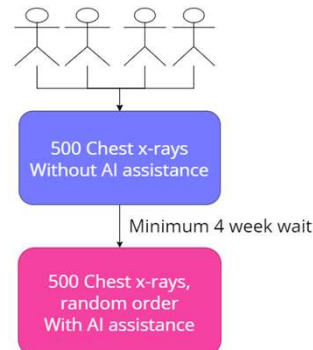 500 Chest x-rays
Without AI assistance
Minimum 4 week wait
500 Chest x-rays,
random order
With AI assistance